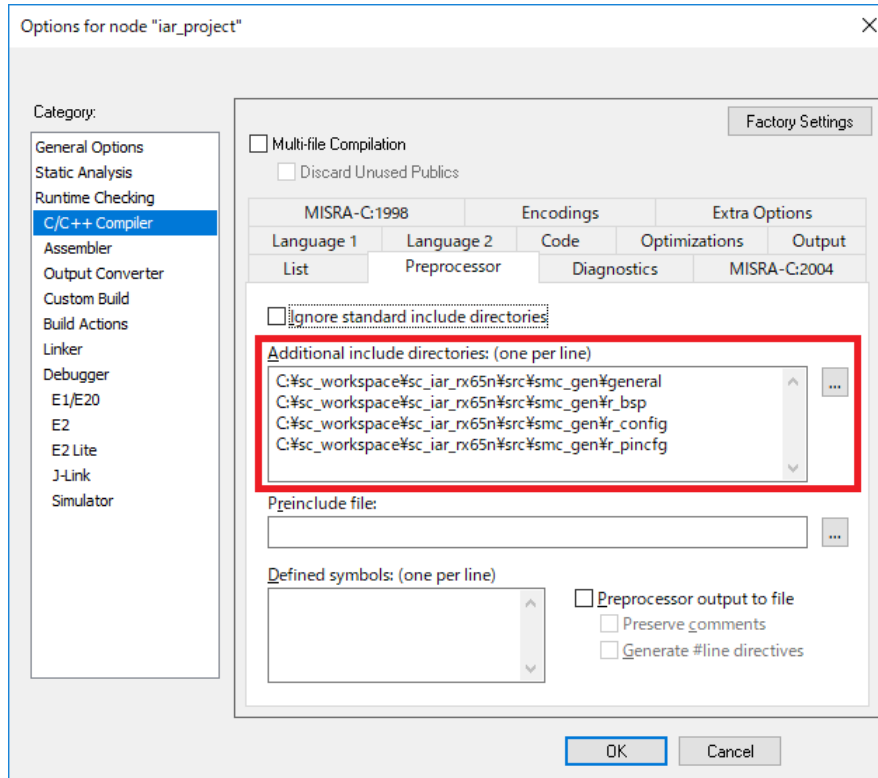 Options for node "iar_project"
Category:
General Options
Static Analysis
Runtime Checking
C/C++ Compiler
Assembler
Output Converter
Custom Build
Build Actions
Linker
Debugger
E1/E20
E2
E2 Lite
J-Link
Simulator
Factory Settings
Multi-file Compilation
Discard Unused Publics
MISRA-C:1998 Encodings Extra Options
Language 1 Language 2 Code Optimizations Output
List Preprocessor Diagnostics MISRA-C:2004
Ignore standard include directories
Additional include directories: (one per line)
C:¥sc_workspace¥sc_iar_rx65n¥src¥smc_gen¥general
C:¥sc_workspace¥sc_iar_rx65n¥src¥smc_gen¥r_bsp
C:¥sc_workspace¥sc_iar_rx65n¥src¥smc_gen¥r_config
C:¥sc_workspace¥sc_iar_rx65n¥src¥smc_gen¥r_pincfg
...
Preinclude file:
...
Defined symbols: (one per line)
Preprocessor output to file
Preserve comments
Generate #line directives
OK Cancel